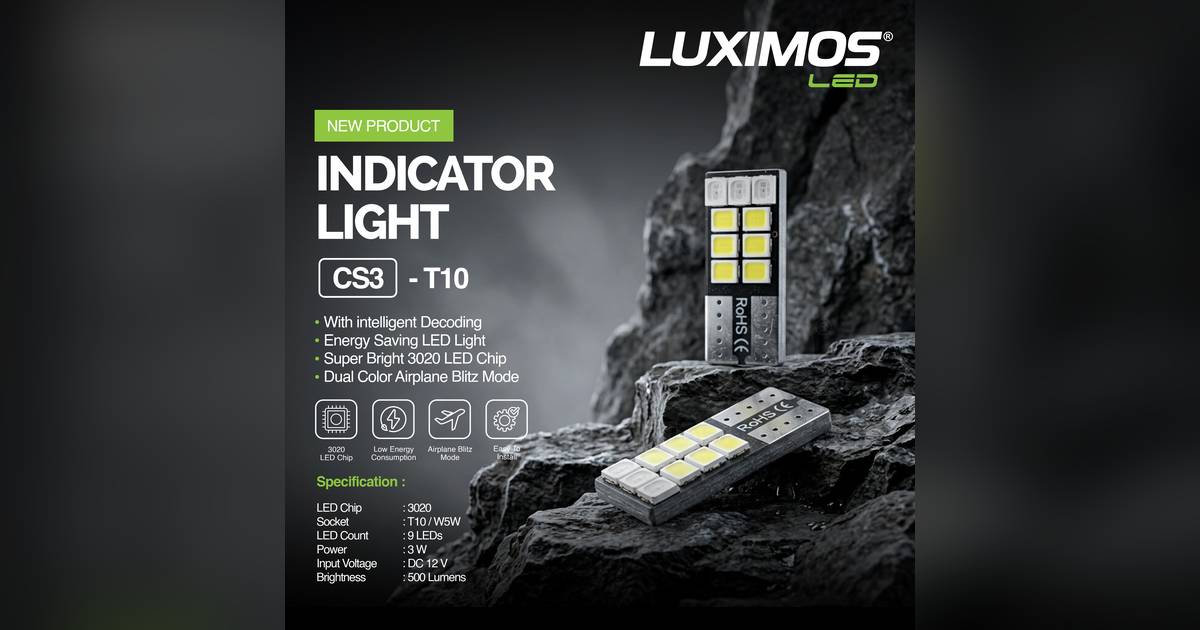 LUXIMOS®
LED
NEW PRODUCT
INDICATOR
LIGHT
CS3 - T10
• With intelligent Decoding
• Energy Saving LED Light
• Super Bright 3020 LED Chip
• Dual Color Airplane Blitz Mode
3020
LED Chip
Low Energy
Consumption
Airplane Blitz
Mode
Easy To
Install
Specification :
LED Chip : 3020
Socket : T10 / W5W
LED Count : 9 LEDs
Power : 3 W
Input Voltage : DC 12 V
Brightness : 500 Lumens
RoHS CE
RoHS CE